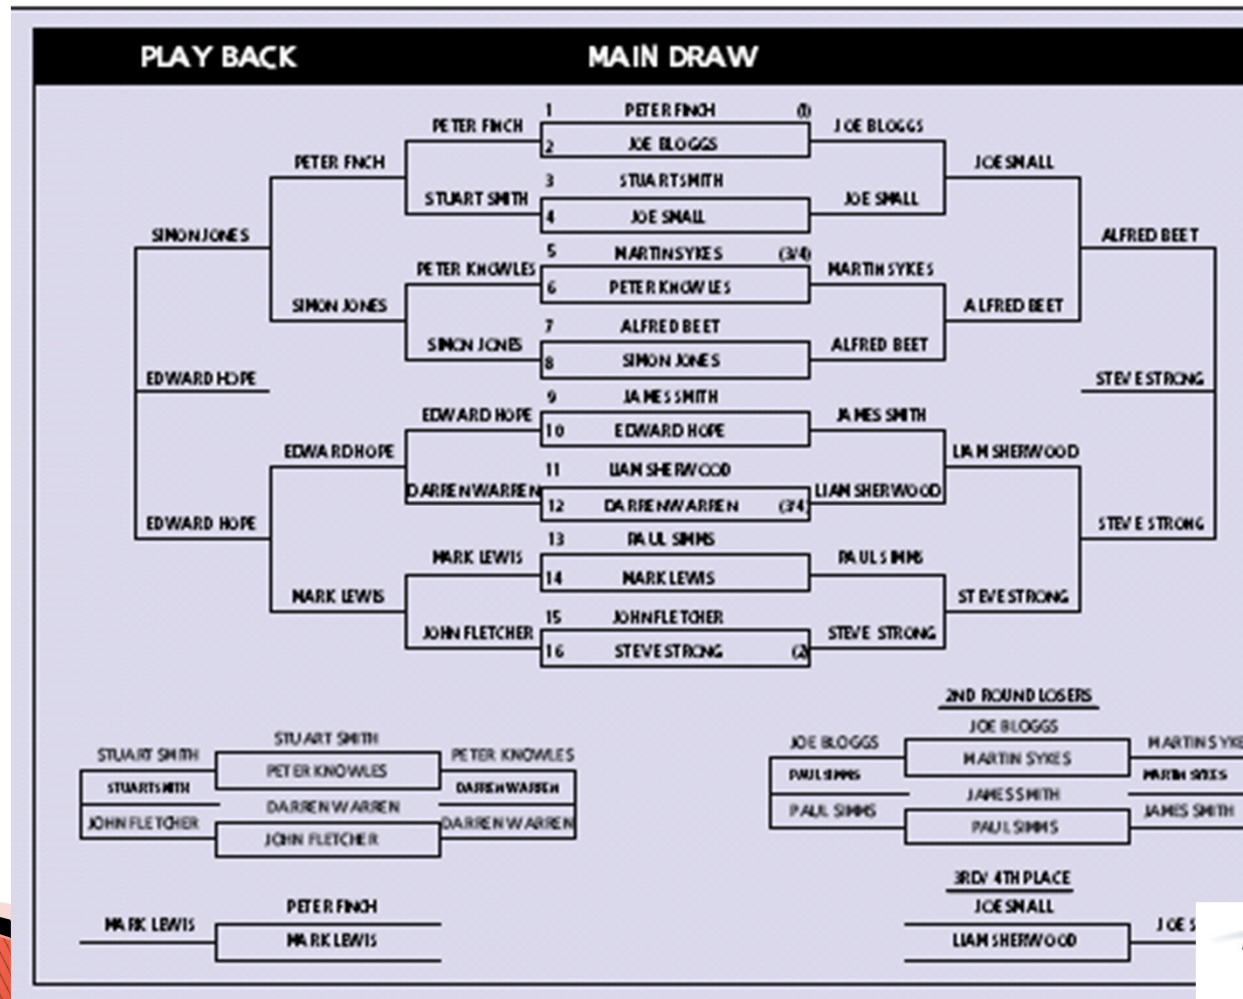 PLAY BACK MAIN DRAW
1 PETER FINCH (1)
PETER FINCH JOE BLOGGS
2 JOE BLOGGS
PETER FNCH JOE SMALL
3 STUART SMITH
STUART SMITH JOE SMALL
4 JOE SMALL
SIMON JONES ALFRED BEET
5 MARTIN SYKES (3/4)
PETER KNOWLES MARTIN SYKES
6 PETER KNOWLES
SIMON JONES ALFRED BEET
7 ALFRED BEET
SIMON JONES ALFRED BEET
8 SIMON JONES
EDWARD HOPE STEVE STRONG
9 JAMES SMITH
EDWARD HOPE JAMES SMITH
10 EDWARD HOPE
EDWARD HOPE LIAM SHERWOOD
11 LIAM SHERWOOD
DARREN WARREN LIAM SHERWOOD
12 DARREN WARREN (3/4)
EDWARD HOPE STEVE STRONG
13 PAUL SIMMS
MARK LEWIS PAUL SIMMS
14 MARK LEWIS
MARK LEWIS STEVE STRONG
15 JOHN FLETCHER
JOHN FLETCHER STEVE STRONG
16 STEVE STRONG (2)
2ND ROUND LOSERS
STUART SMITH JOE BLOGGS
STUART SMITH PETER KNOWLES JOE BLOGGS MARTIN SYKE
PETER KNOWLES MARTIN SYKES
STUART SMITH DARREN WARREN PAUL SIMMS MARTIN SYKES
DARREN WARREN JAMES SMITH
JOHN FLETCHER DARREN WARREN PAUL SIMMS JAMES SMITH
JOHN FLETCHER PAUL SIMMS
3RD/ 4TH PLACE
PETER FINCH JOE SMALL
MARK LEWIS JOE S
MARK LEWIS LIAM SHERWOOD